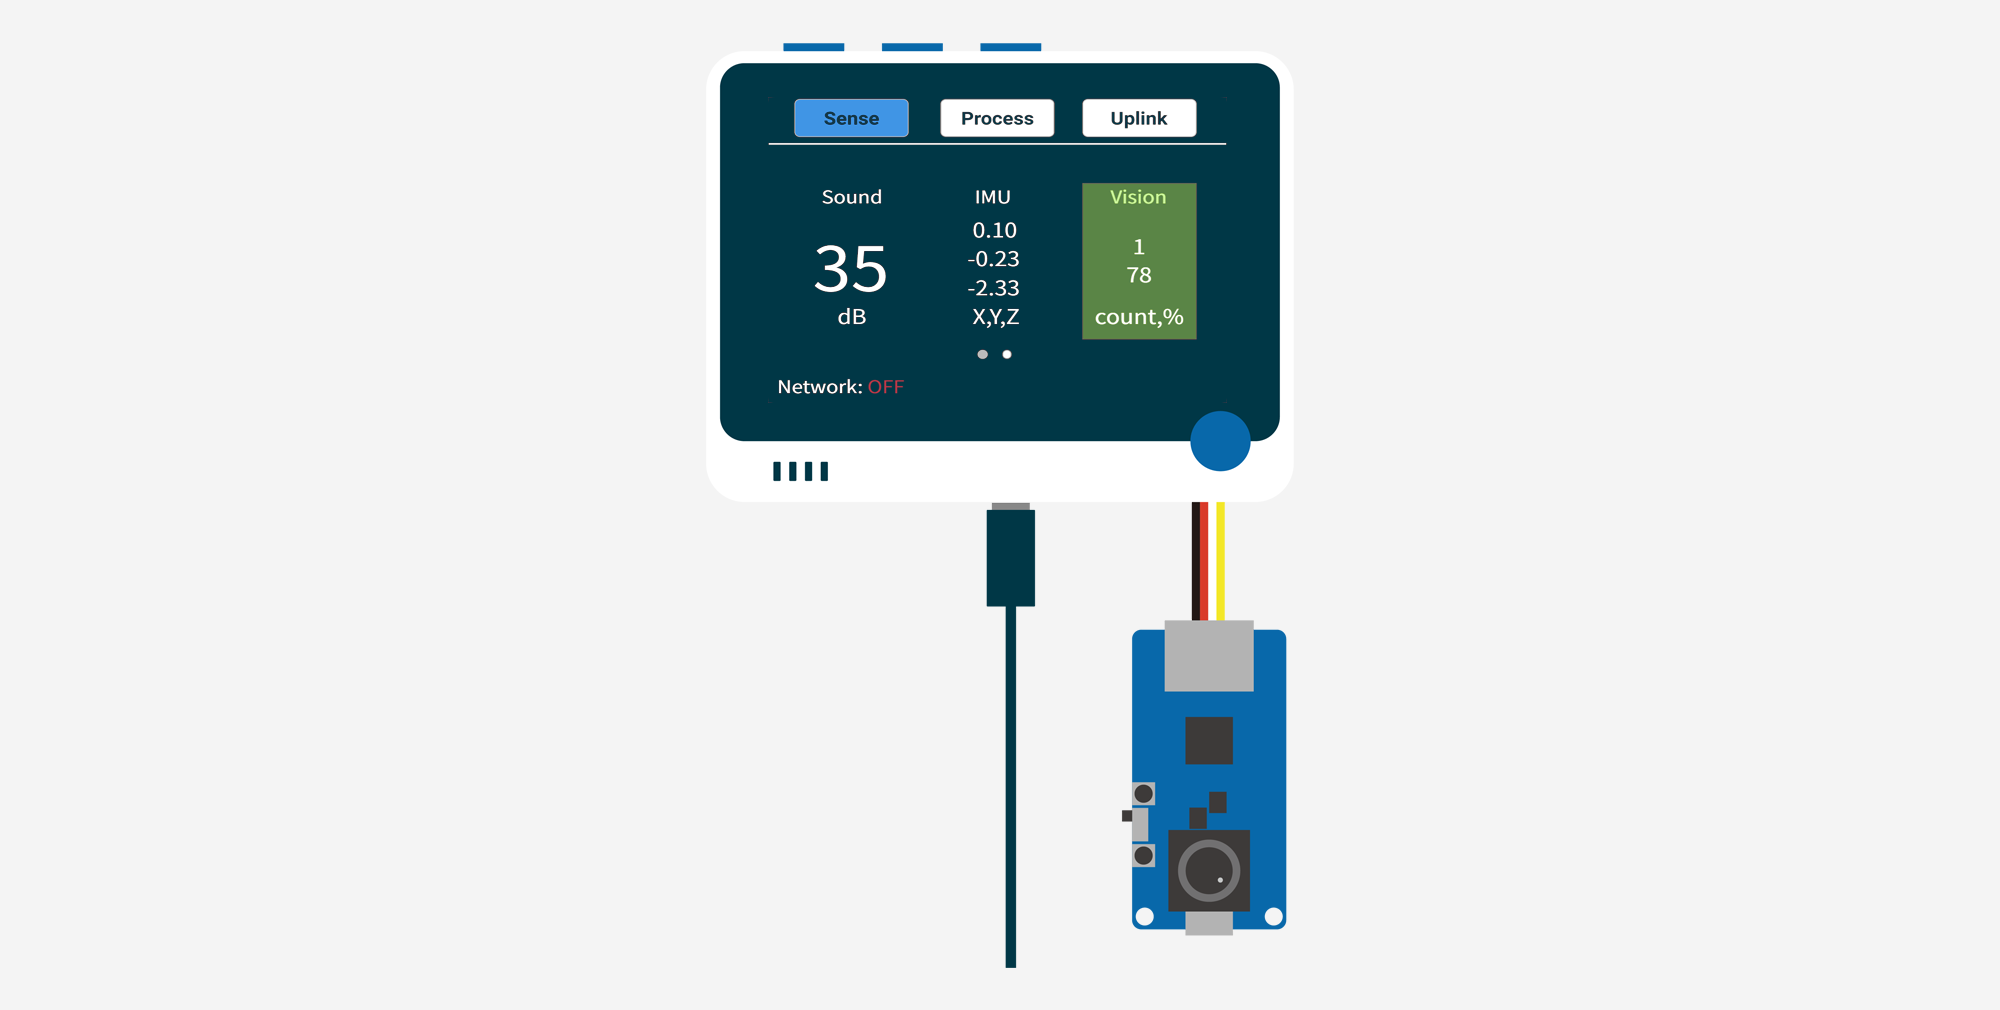 Sense Process Uplink
Sound
35
dB
IMU
0.10
-0.23
-2.33
X,Y,Z
Vision
1
78
count,%
Network: OFF